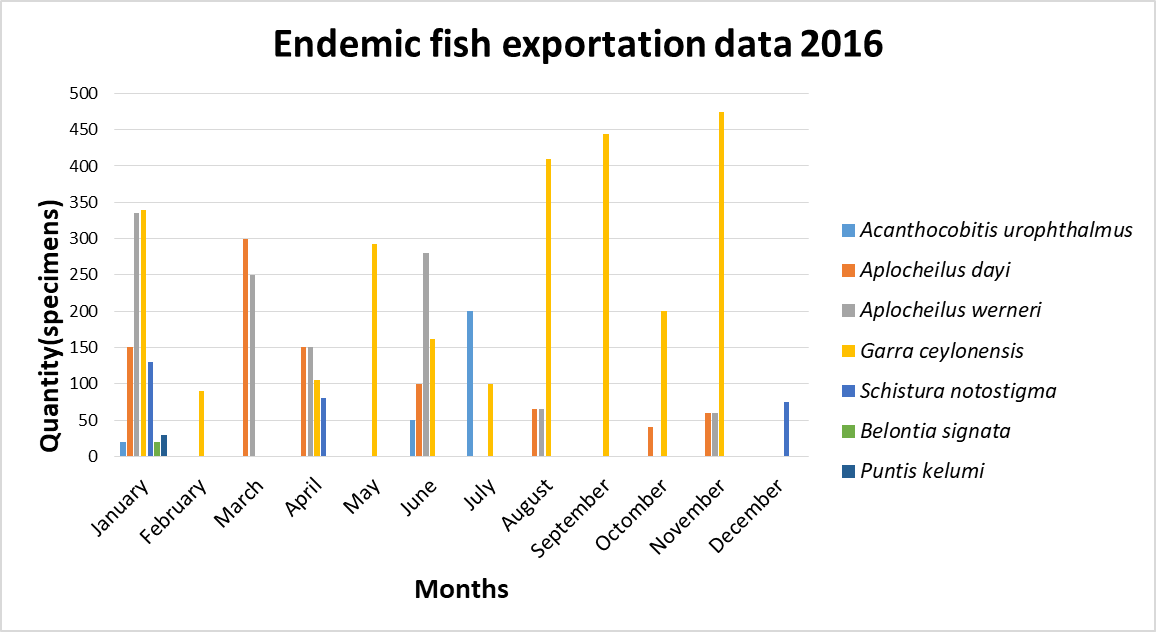 Endemic fish exportation data 2016
Quantity(specimens)
500
450
400
350
300
250
200
150
100
50
0
January
February
March
April
May
June
July
August
September
Octomber
November
December
Months
Acanthocobitis urophthalmus
Aplocheilus dayi
Aplocheilus werneri
Garra ceylonensis
Schistura notostigma
Belontia signata
Puntis kelumi